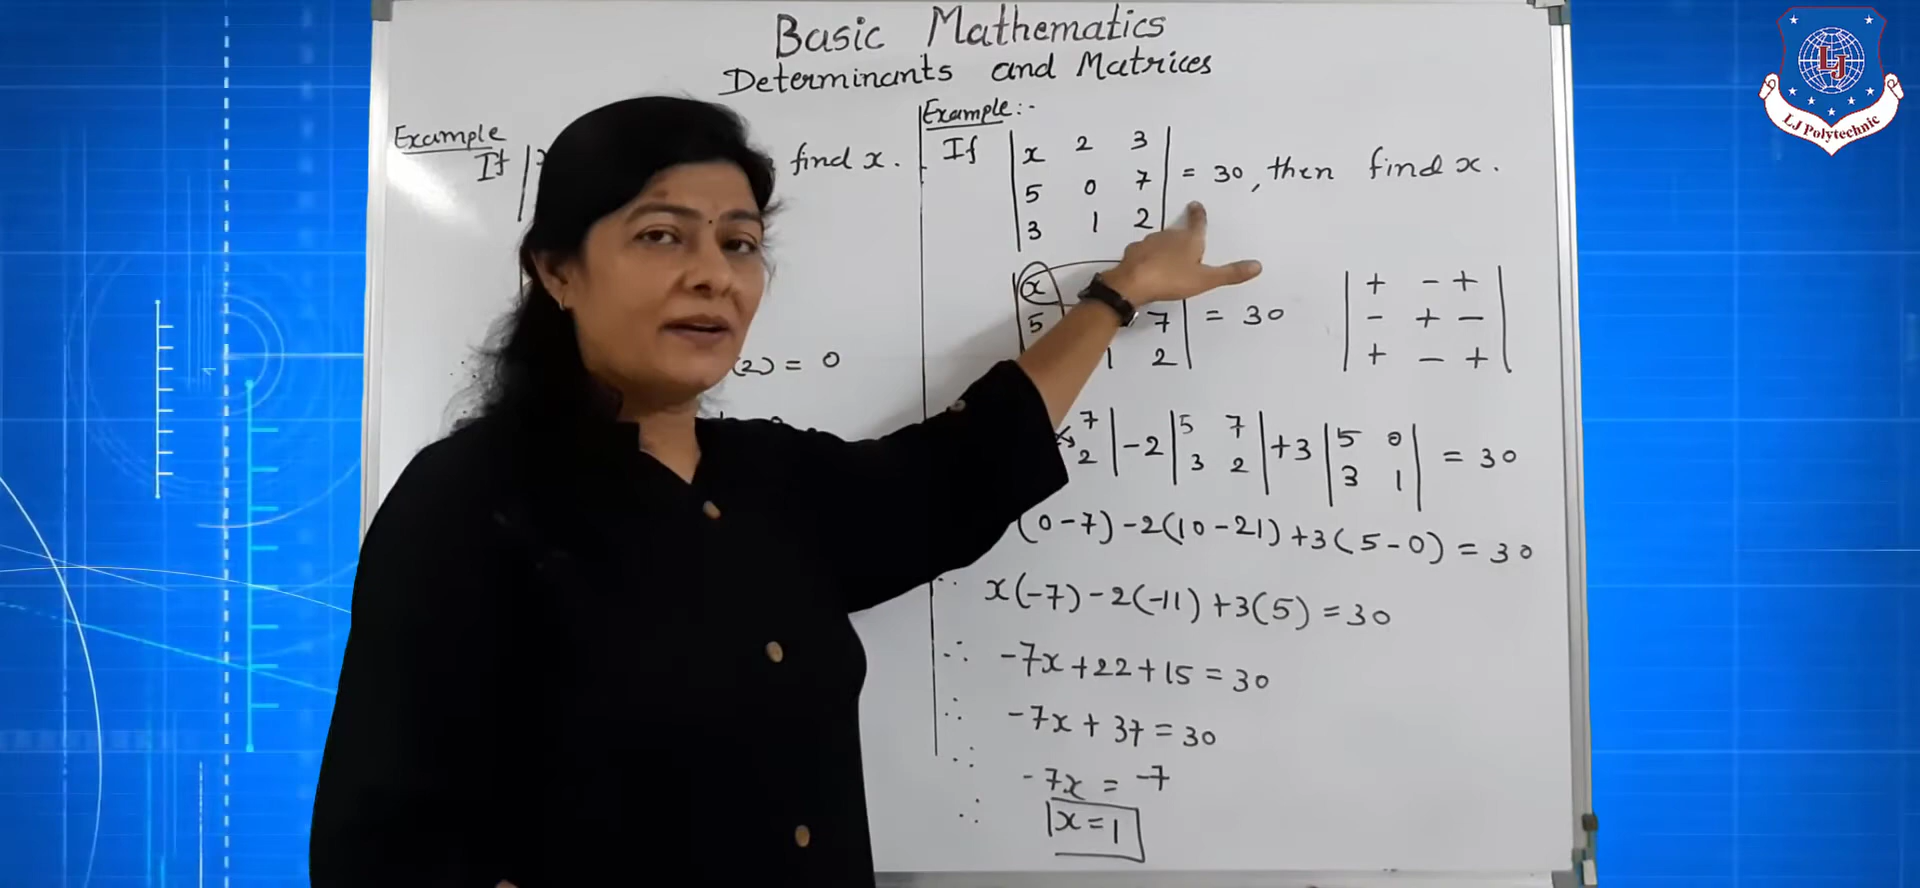 Basic Mathematics
Determinants and Matrices
Example
If | find x.
(2) = 0
Example:-
If | x 2 3 |
| 5 0 7 | = 30, then find x.
| 3 1 2 |
x
5 7 | = 30
1 2 |
| + - + |
| - + - |
| + - + |
7 | -2 | 5 7 | +3 | 5 0 | = 30
2 | | 3 2 | | 3 1 |
(0-7) -2(10-21) +3(5-0) = 30
∴ x(-7) -2(-11) +3(5) = 30
∴ -7x +22+15 = 30
∴ -7x + 37 = 30
∴ -7x = -7
∴ x = 1
LJ
LJ Polytechnic